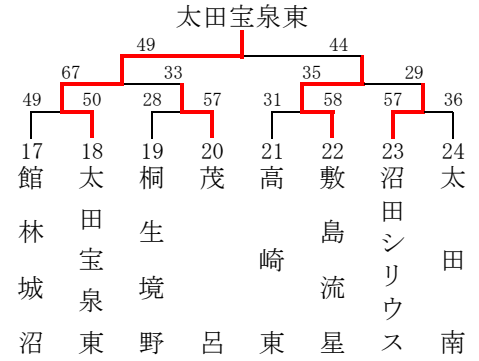 太田宝泉東
49 44
67 33 35 29
49 50 28 57 31 58 57 36
17 18 19 20 21 22 23 24
館林城沼
太田宝泉東
桐生境野
茂呂
高崎東
敷島流星
沼田シリウス
太田南